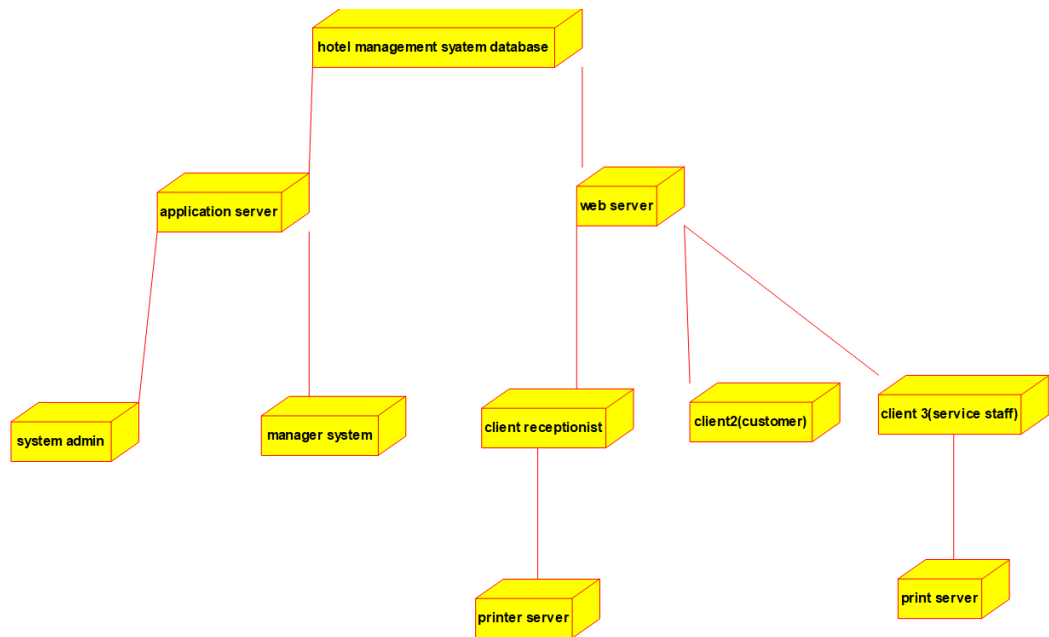 hotel management syatem database
application server
web server
system admin
manager system
client receptionist
client2(customer)
client 3(service staff)
printer server
print server